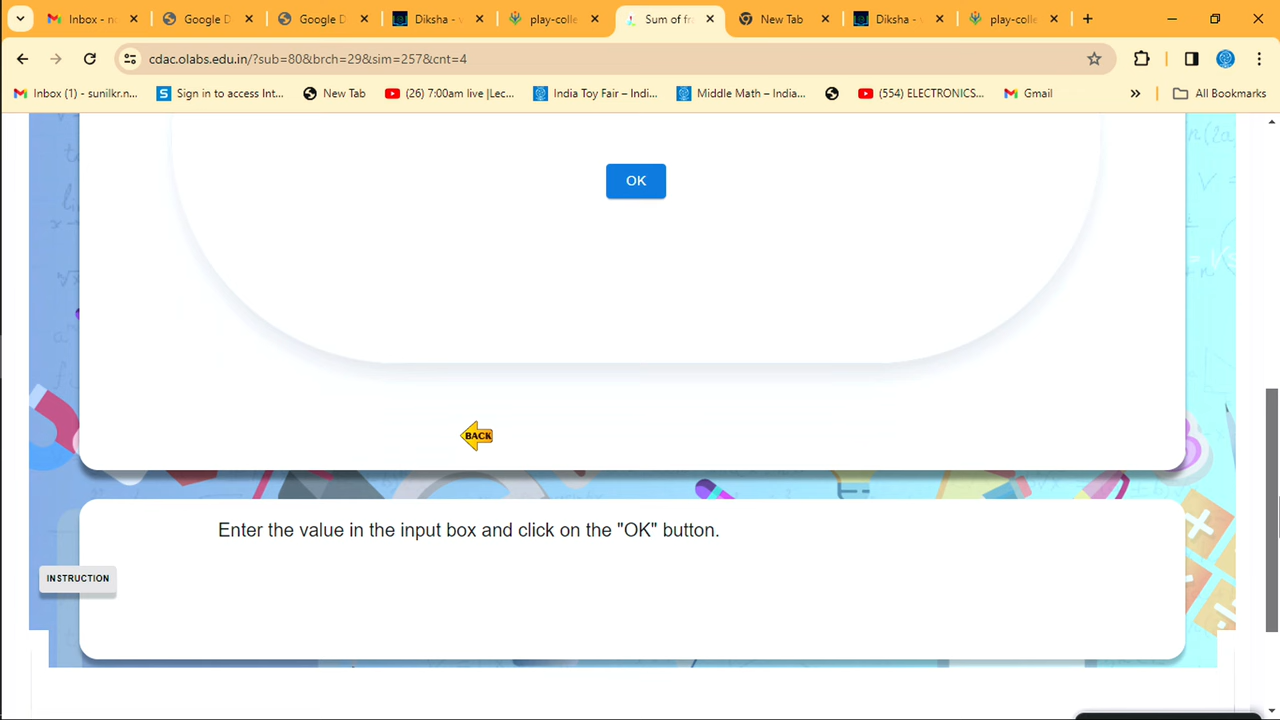 Inbox - n
Google D
Google D
Diksha - v
play-colle
Sum of fra
New Tab
Diksha - v
play-colle
cdac.olabs.edu.in/?sub=80&brch=29&sim=257&cnt=4
Inbox (1) - sunilkr.n...
Sign in to access Int...
New Tab
(26) 7:00am live |Lec...
India Toy Fair – Indi...
Middle Math – India...
(554) ELECTRONICS...
Gmail
»
All Bookmarks
OK
BACK
Enter the value in the input box and click on the "OK" button.
INSTRUCTION